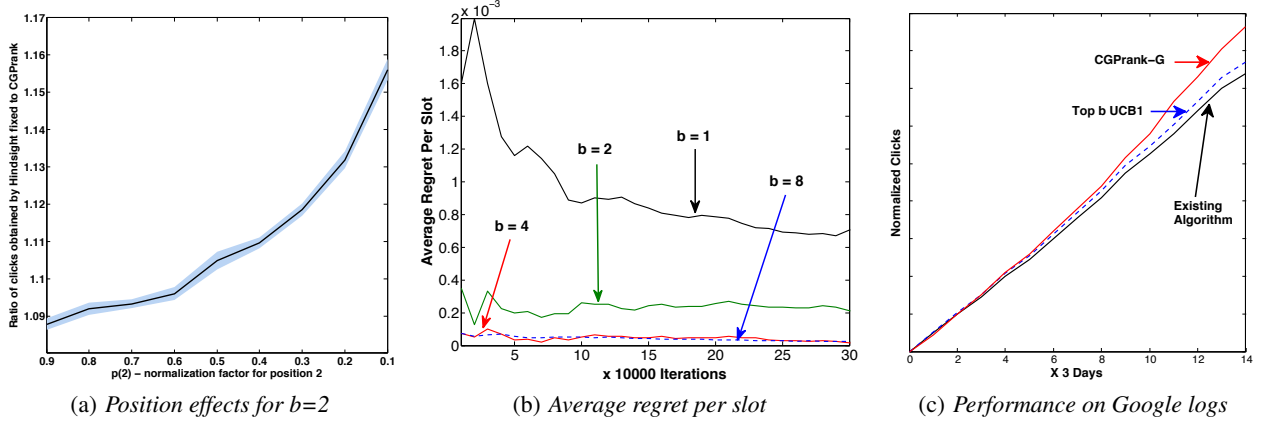 1.17
1.16
1.15
1.14
1.13
1.12
1.11
1.1
1.09
Ratio of clicks obtained by Hindsight fixed to CGPrank
0.9 0.8 0.7 0.6 0.5 0.4 0.3 0.2 0.1
p(2) − normalization factor for position 2
(a) Position effects for b=2
x 10⁻³
2
1.8
1.6
1.4
1.2
1
0.8
0.6
0.4
0.2
0
Average Regret Per Slot
b = 1
b = 2
b = 8
b = 4
5 10 15 20 25 30
x 10000 Iterations
(b) Average regret per slot
Normalized Clicks
CGPrank−G
Top b UCB1
Existing
Algorithm
0 2 4 6 8 10 12 14
X 3 Days
(c) Performance on Google logs